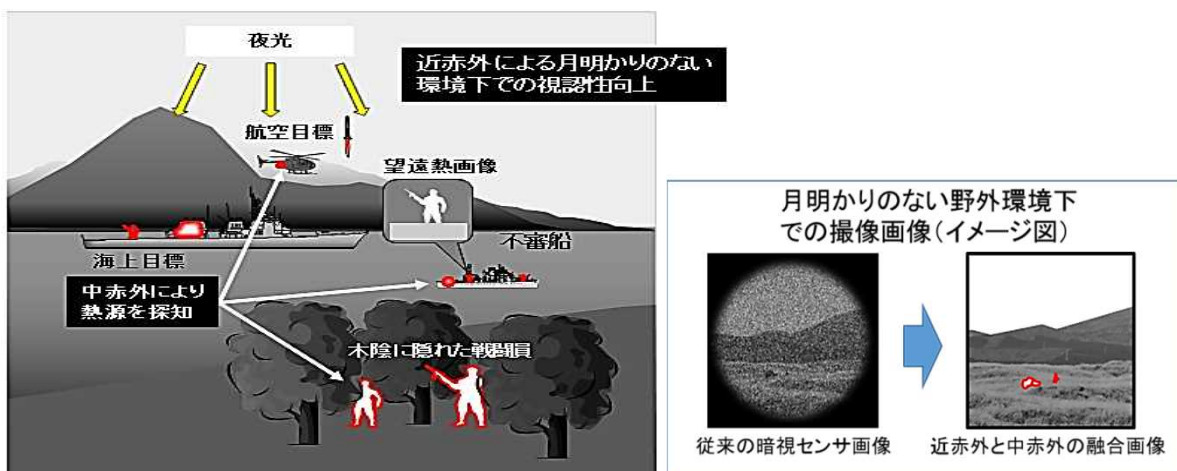 夜光
近赤外による月明かりのない
環境下での視認性向上
航空目標
望遠熱画像
不審船
海上目標
中赤外により
熱源を探知
木陰に隠れた戦闘員
月明かりのない野外環境下
での撮像画像(イメージ図)
従来の暗視センサ画像
近赤外と中赤外の融合画像